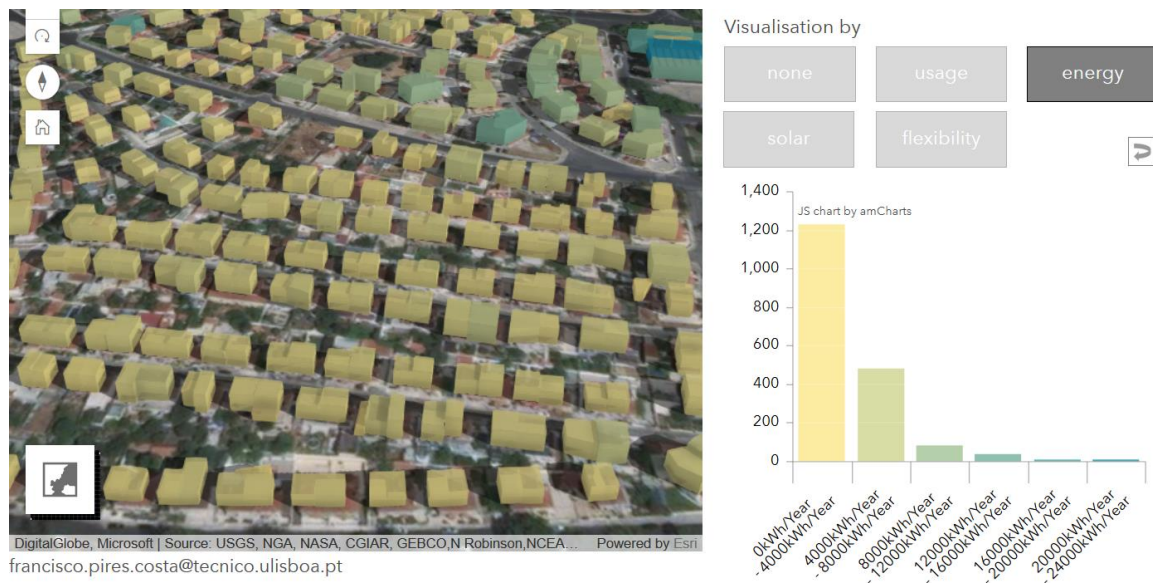 Visualisation by
none
usage
energy
solar
flexibility
1,400
JS chart by amCharts
1,200
1,000
800
600
400
200
0
0kWh/Year
- 4000kWh/Year
4000kWh/Year
- 8000kWh/Year
8000kWh/Year
- 12000kWh/Year
12000kWh/Year
- 16000kWh/Year
16000kWh/Year
- 20000kWh/Year
20000kWh/Year
- 24000kWh/Year
DigitalGlobe, Microsoft | Source: USGS, NGA, NASA, CGIAR, GEBCO,N Robinson,NCEA...
Powered by Esri
francisco.pires.costa@tecnico.ulisboa.pt